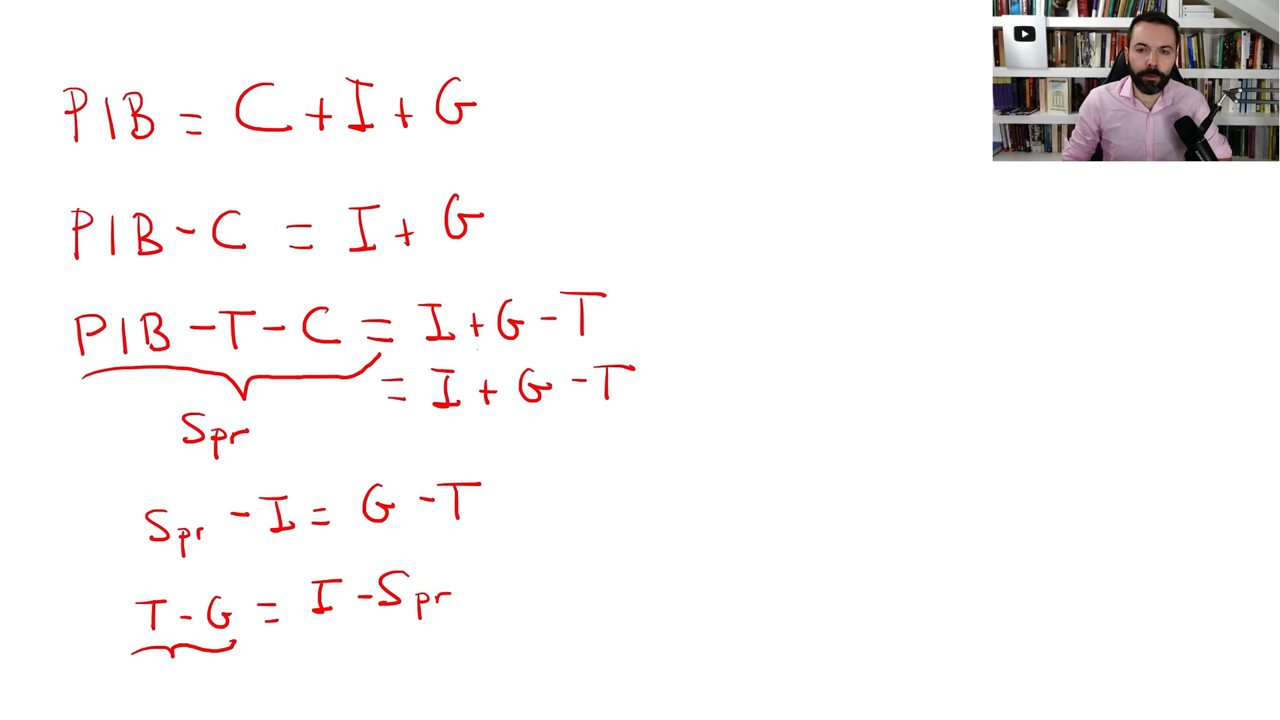 PIB = C + I + G
PIB - C = I + G
PIB - T - C = I + G - T
= I + G - T
Spr
Spr - I = G - T
T - G = I - Spr